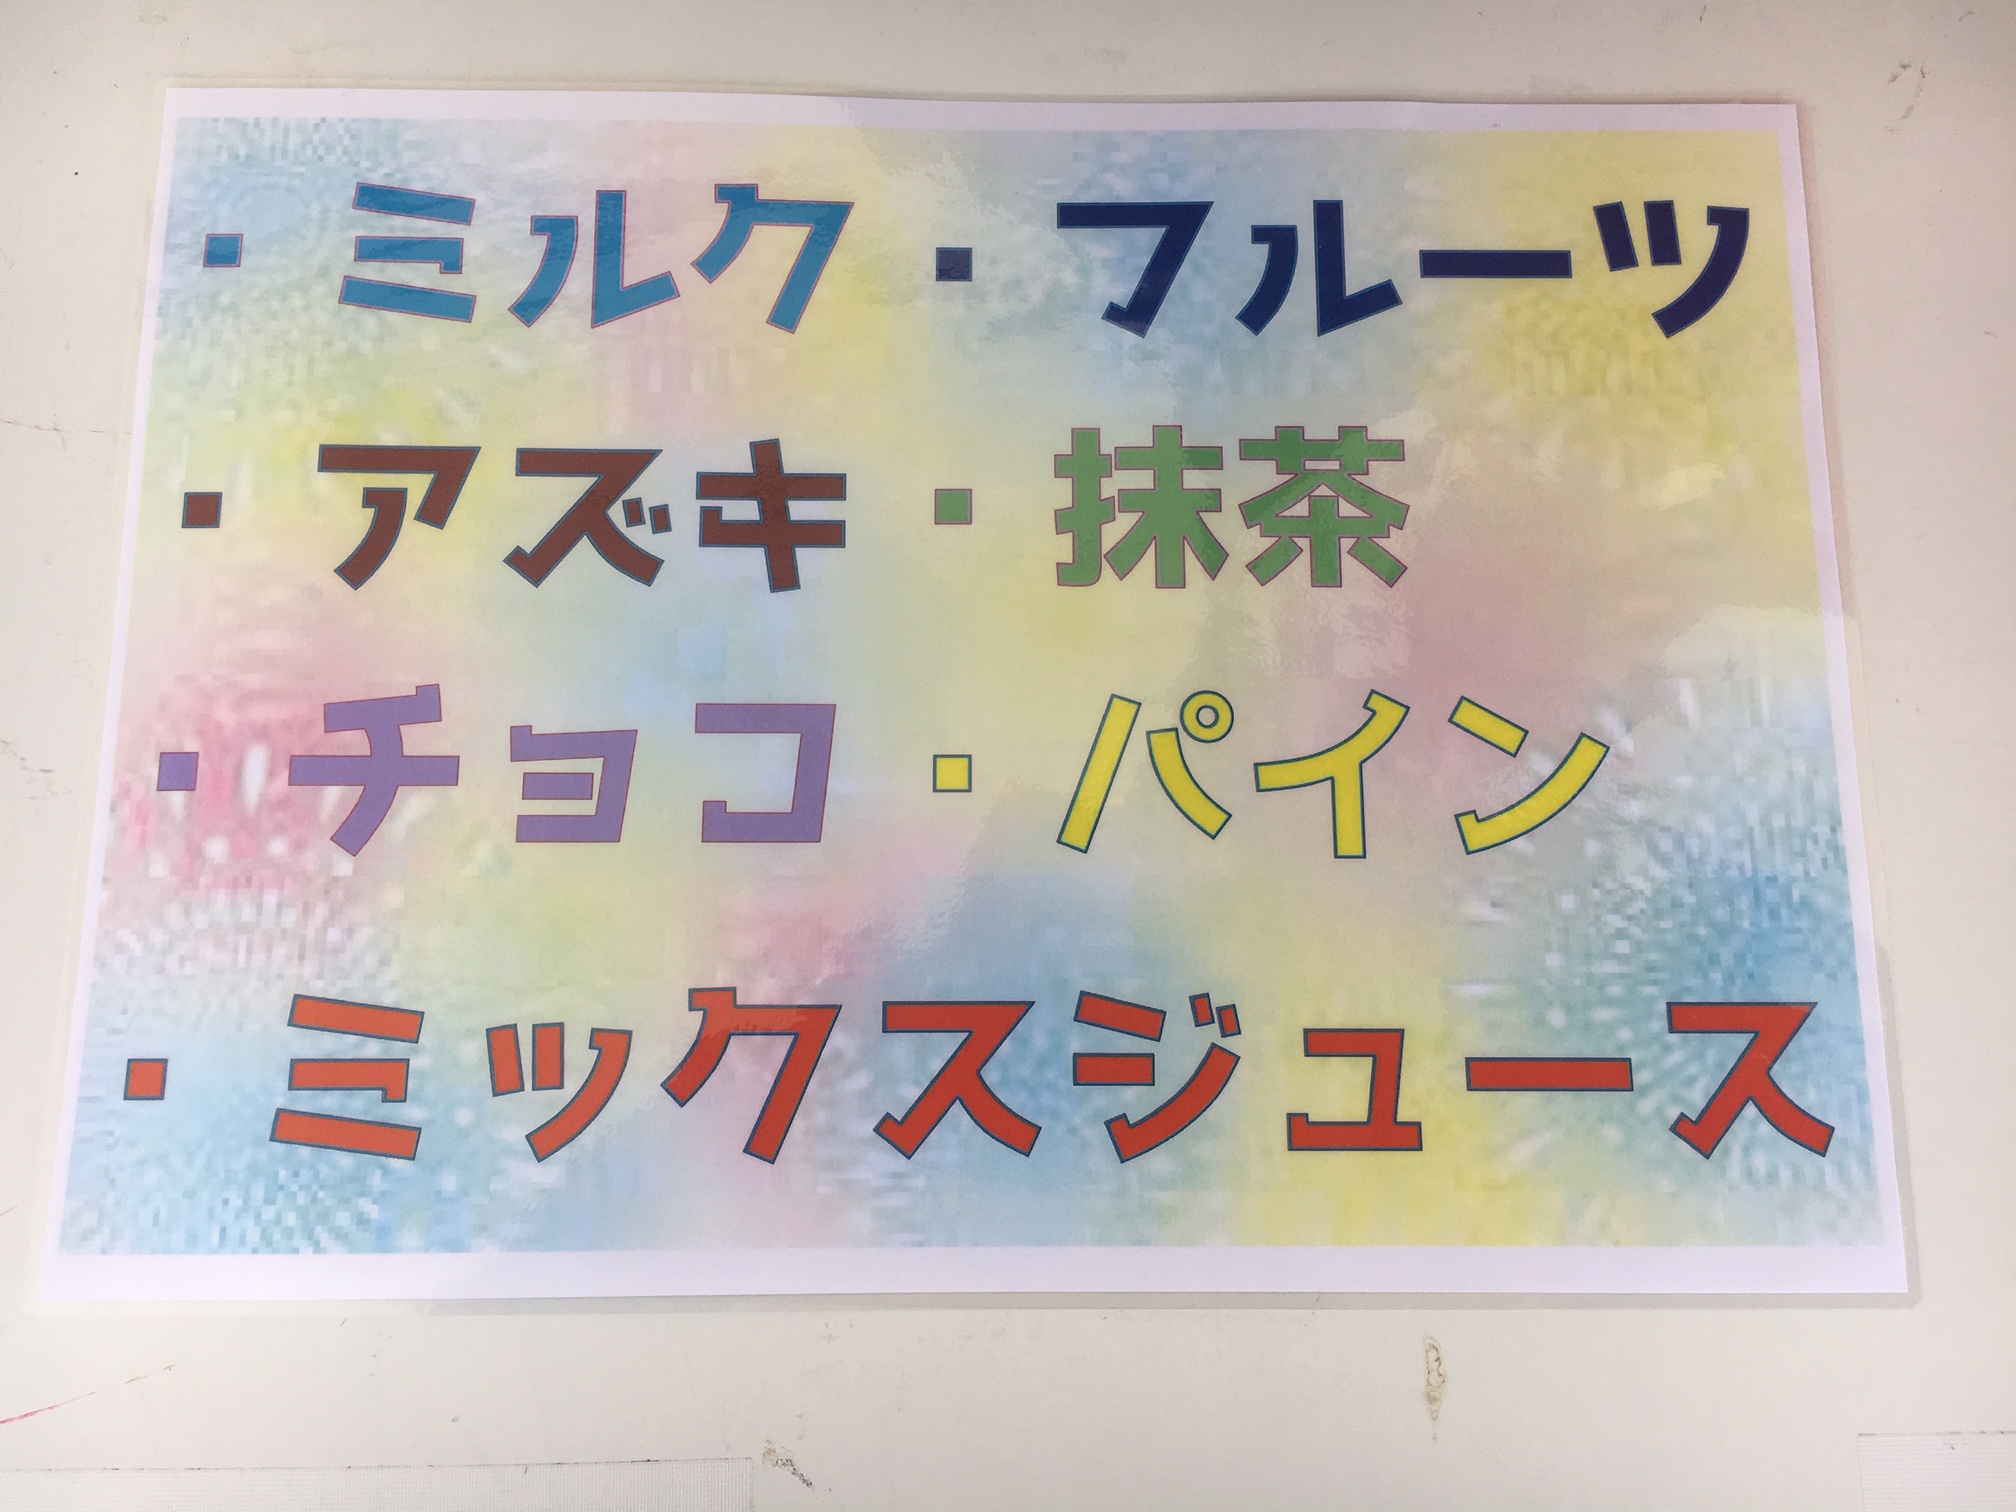 ・ミルク・フルーツ
・アズキ・抹茶
・チョコ・パイン
・ミックスジュース